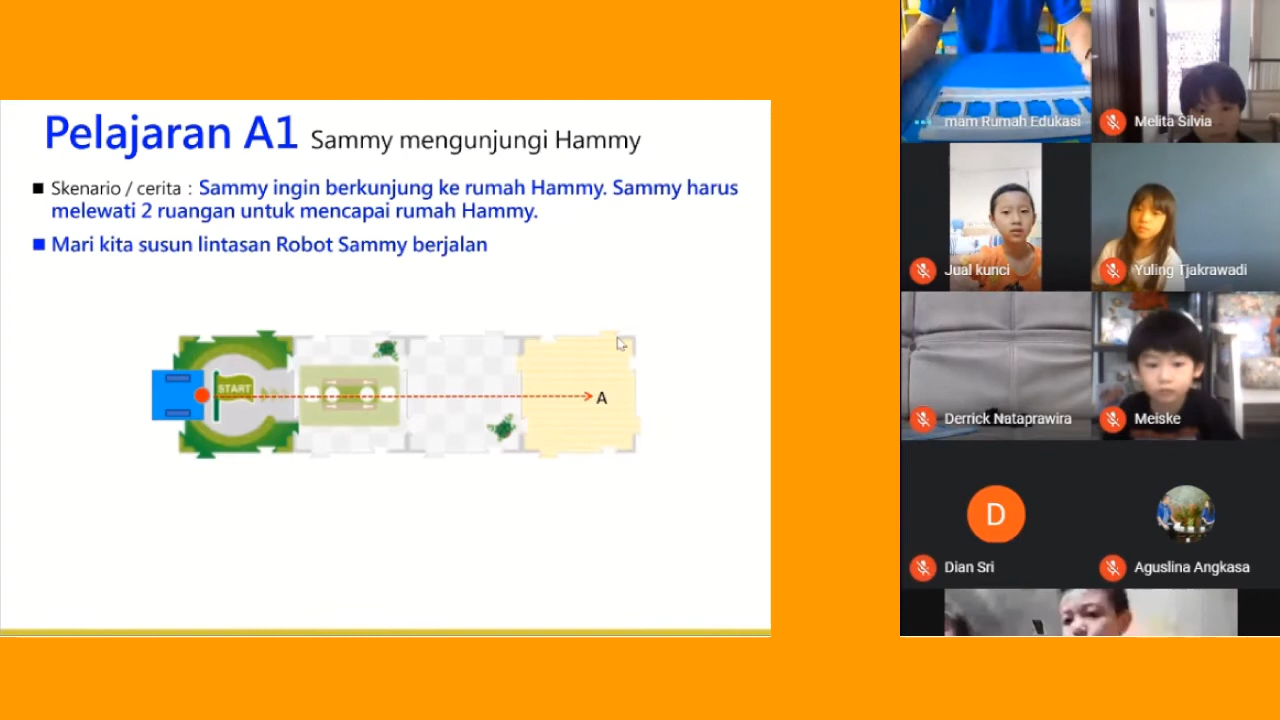 Pelajaran A1 Sammy mengunjungi Hammy
Skenario / cerita : Sammy ingin berkunjung ke rumah Hammy. Sammy harus
melewati 2 ruangan untuk mencapai rumah Hammy.
Mari kita susun lintasan Robot Sammy berjalan
START
A
mam Rumah Edukasi
Melita Silvia
Jual kunci
Yuling Tjakrawadi
Derrick Nataprawira
Meiske
D
Dian Sri
Aguslina Angkasa